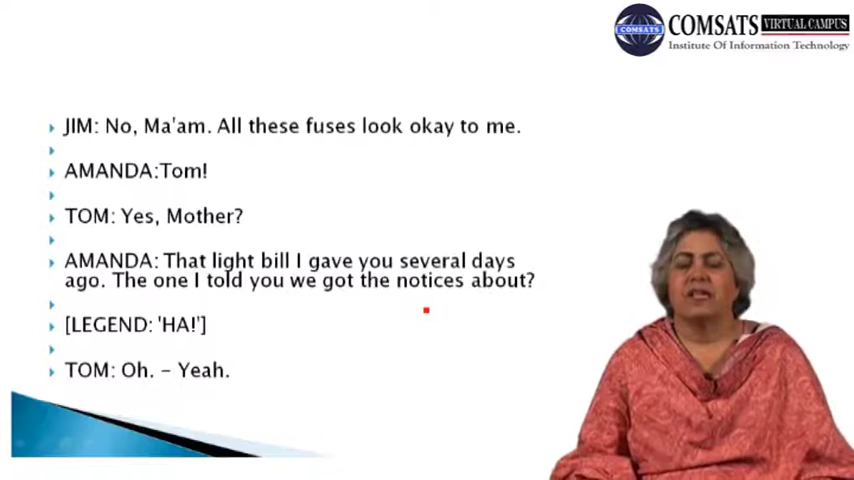 COMSATS VIRTUAL CAMPUS
COMSATS
Institute Of Information Technology
JIM: No, Ma'am. All these fuses look okay to me.
AMANDA:Tom!
TOM: Yes, Mother?
AMANDA: That light bill I gave you several days
ago. The one I told you we got the notices about?
[LEGEND: 'HA!']
TOM: Oh. – Yeah.